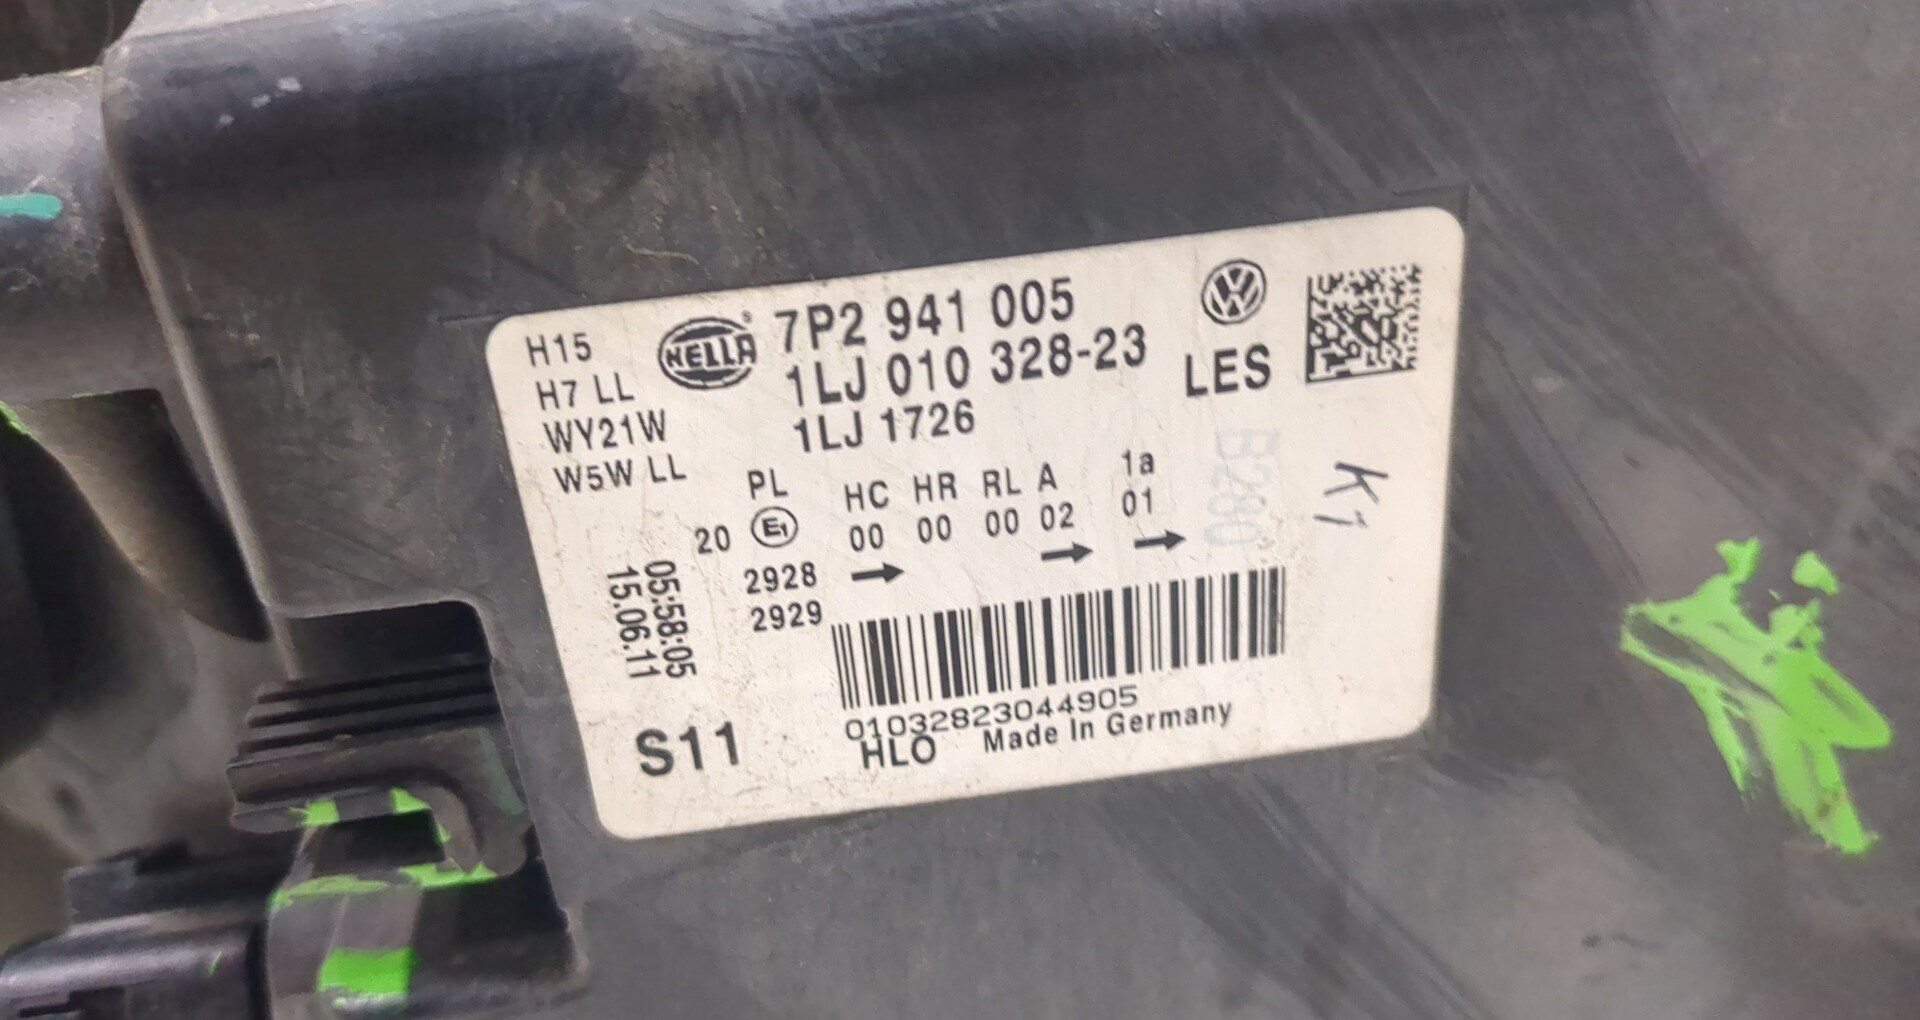 H15
H7 LL
WY21W
W5W LL
HELLA
7P2 941 005
1LJ 010 328-23
1LJ 1726
LES
PL HC HR RL A 1a
20 E1 00 00 00 02 01
2928 →
→ →
2929
05:58:05
15.06.11
B280
K1
S11
01032823044905
HLO Made In Germany